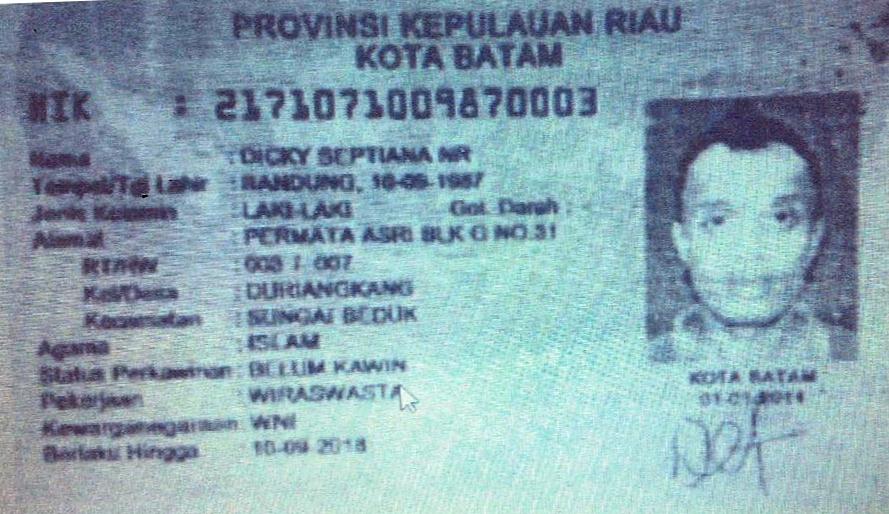 PROVINSI KEPULAUAN RIAU
KOTA BATAM
NIK : 2171071009870003
Nama : DICKY SEPTIANA NR
Tempat/Tgl Lahir : BANDUNG, 10-09-1987
Jenis Kelamin : LAKI-LAKI Gol. Darah :
Alamat : PERMATA ASRI BLK G NO.31
RT/RW : 003 / 007
Kel/Desa : DURIANGKANG
Kecamatan : SUNGAI BEDUK
Agama : ISLAM
Status Perkawinan : BELUM KAWIN
Pekerjaan : WIRASWASTA
Kewarganegaraan: WNI
Berlaku Hingga : 10-09-2018
KOTA BATAM